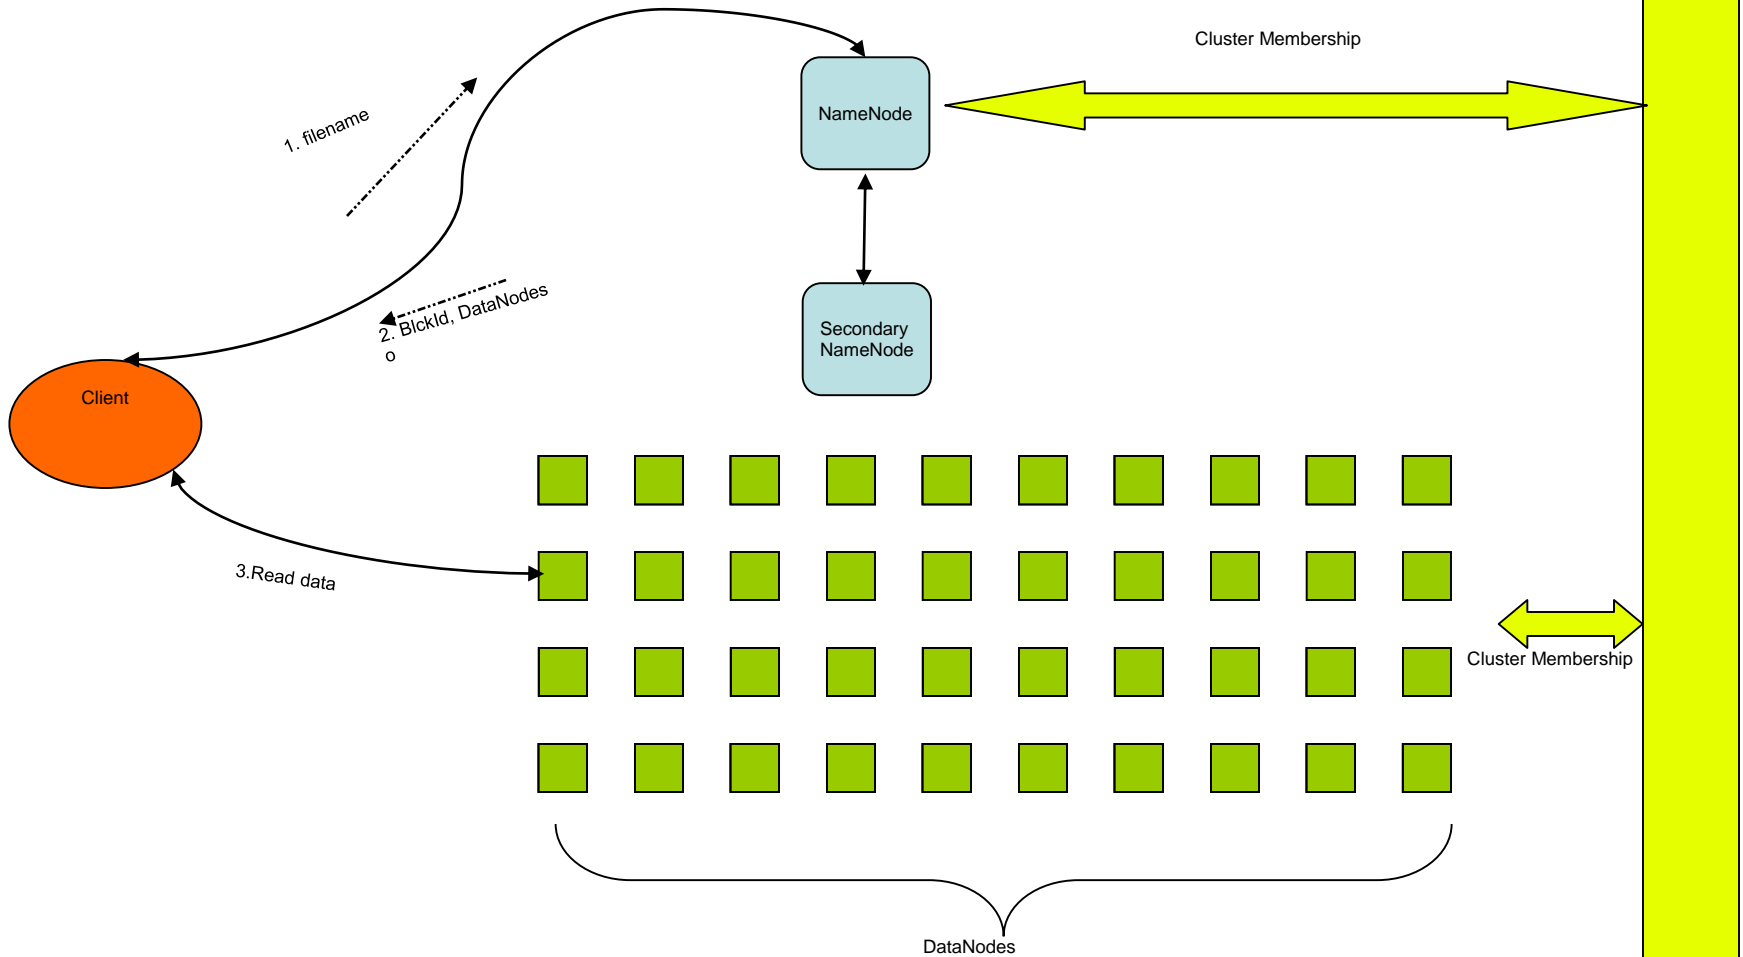 Cluster Membership
NameNode
1. filename
2. BlckId, DataNodes
o
Secondary
NameNode
Client
3.Read data
Cluster Membership
DataNodes